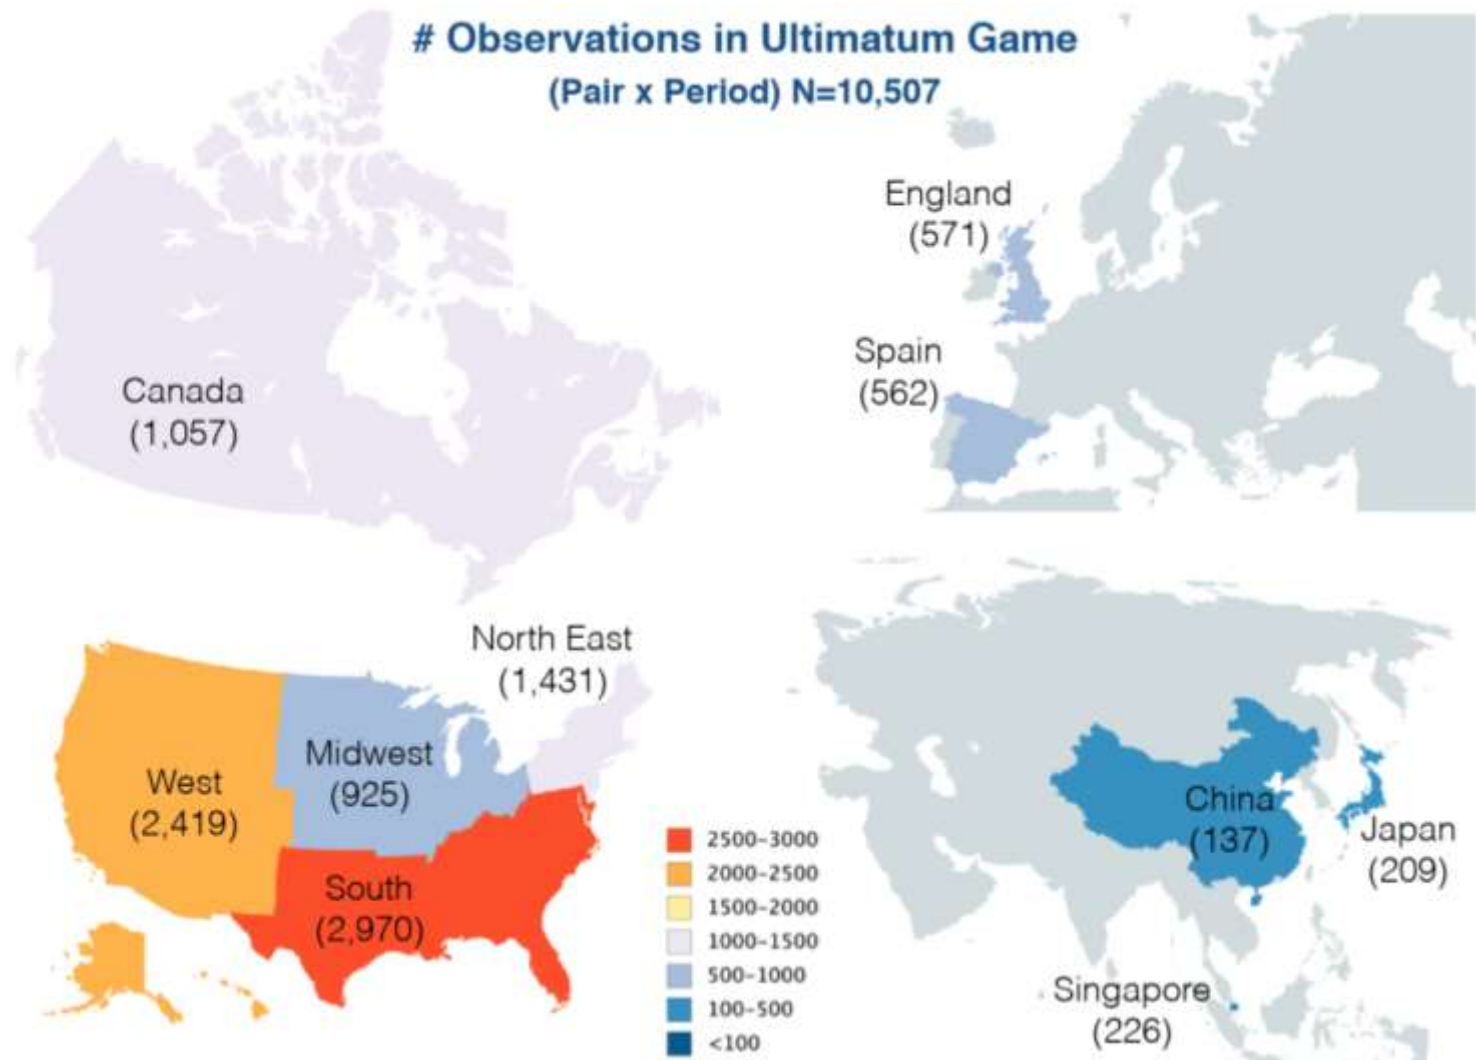 # Observations in Ultimatum Game
(Pair x Period) N=10,507
England
(571)
Spain
(562)
Canada
(1,057)
North East
(1,431)
Midwest
(925)
West
(2,419)
South
(2,970)
2500-3000
2000-2500
1500-2000
1000-1500
500-1000
100-500
<100
China
(137)
Japan
(209)
Singapore
(226)